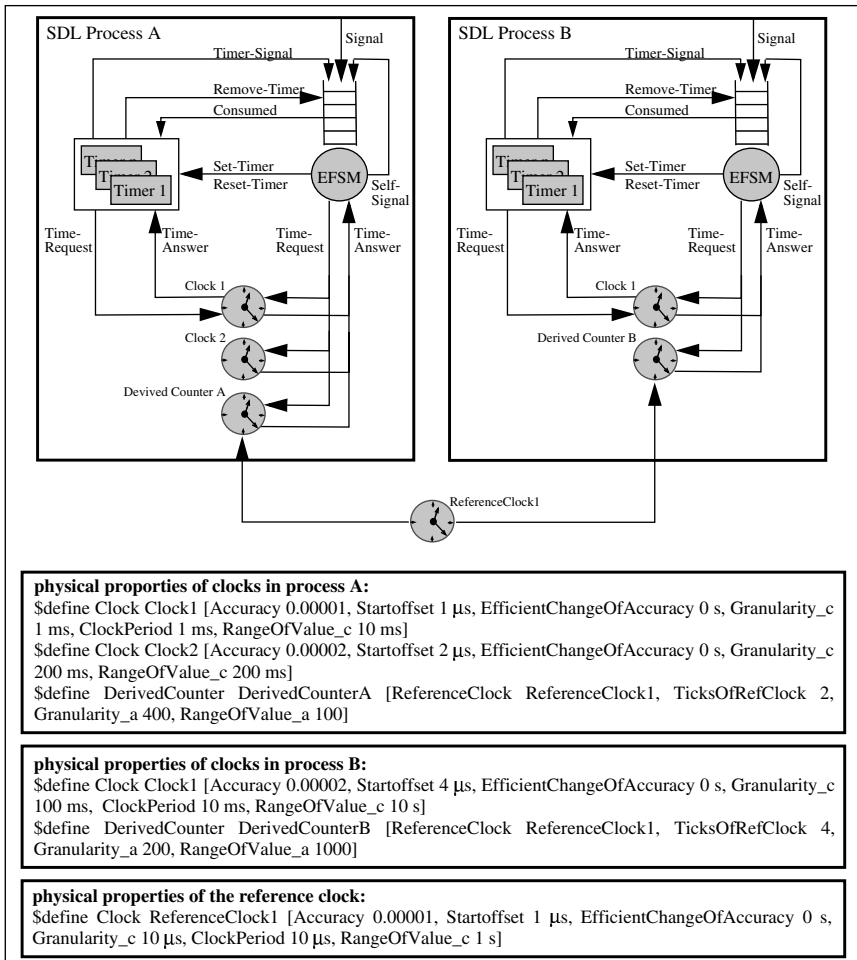 SDL Process A
Signal
Timer-Signal
Remove-Timer
Consumed
Timer n
Timer 2
Timer 1
Set-Timer
Reset-Timer
EFSM
Self-
Signal
Time-
Request
Time-
Answer
Time-
Request
Time-
Answer
Clock 1
Clock 2
Devived Counter A
SDL Process B
Signal
Timer-Signal
Remove-Timer
Consumed
Timer n
Timer 2
Timer 1
Set-Timer
Reset-Timer
EFSM
Self-
Signal
Time-
Request
Time-
Answer
Time-
Request
Time-
Answer
Clock 1
Derived Counter B
ReferenceClock1
physical proporties of clocks in process A:
$define Clock Clock1 [Accuracy 0.00001, Startoffset 1 μs, EfficientChangeOfAccuracy 0 s, Granularity_c
1 ms, ClockPeriod 1 ms, RangeOfValue_c 10 ms]
$define Clock Clock2 [Accuracy 0.00002, Startoffset 2 μs, EfficientChangeOfAccuracy 0 s, Granularity_c
200 ms, RangeOfValue_c 200 ms]
$define DerivedCounter DerivedCounterA [ReferenceClock ReferenceClock1, TicksOfRefClock 2,
Granularity_a 400, RangeOfValue_a 100]
physical properties of clocks in process B:
$define Clock Clock1 [Accuracy 0.00002, Startoffset 4 μs, EfficientChangeOfAccuracy 0 s, Granularity_c
100 ms, ClockPeriod 10 ms, RangeOfValue_c 10 s]
$define DerivedCounter DerivedCounterB [ReferenceClock ReferenceClock1, TicksOfRefClock 4,
Granularity_a 200, RangeOfValue_a 1000]
physical properties of the reference clock:
$define Clock ReferenceClock1 [Accuracy 0.00001, Startoffset 1 μs, EfficientChangeOfAccuracy 0 s,
Granularity_c 10 μs, ClockPeriod 10 μs, RangeOfValue_c 1 s]